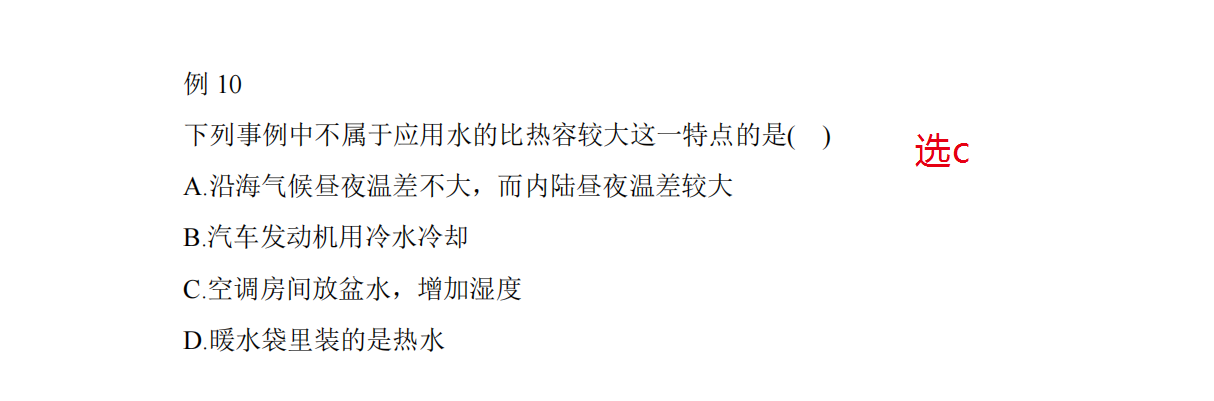 例 10
下列事例中不属于应用水的比热容较大这一特点的是(    )
选c
A.沿海气候昼夜温差不大，而内陆昼夜温差较大
B.汽车发动机用冷水冷却
C.空调房间放盆水，增加湿度
D.暖水袋里装的是热水